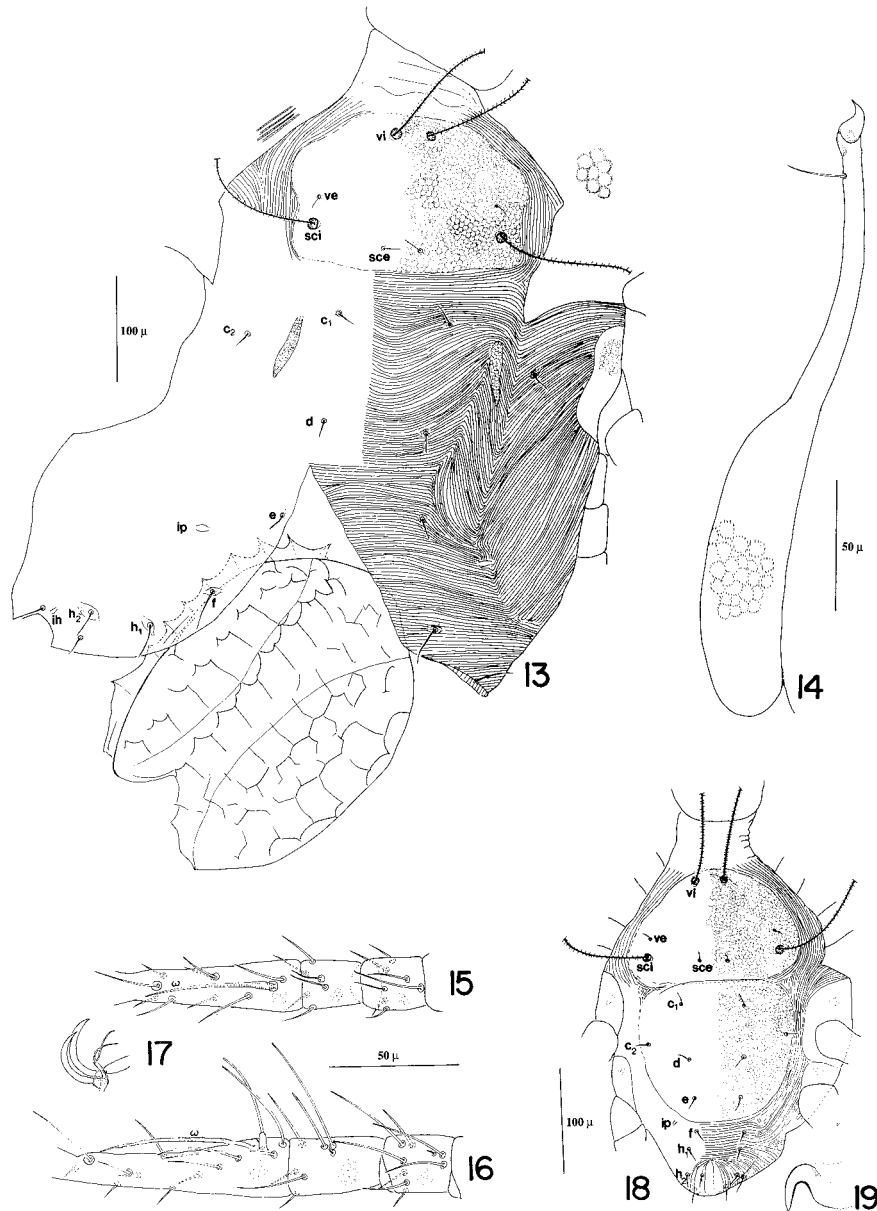 vi
ve
sci
sce
100 µ
c₂
c₁
d
ip
e
ih
h₂
h₁
f
13
50 µ
14
ω
15
17
50 µ
ω
16
vi
ve
sci
sce
c₁
c₂
d
e
ip
f
h₁
h₂
100 µ
18
19